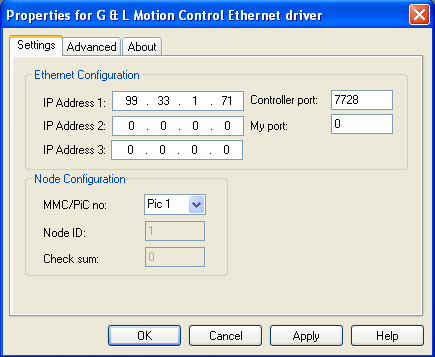 Properties for G & L Motion Control Ethernet driver
Settings Advanced About
Ethernet Configuration
IP Address 1: 99 . 33 . 1 . 71 Controller port: 7728
IP Address 2: 0 . 0 . 0 . 0 My port: 0
IP Address 3: 0 . 0 . 0 . 0
Node Configuration
MMC/PiC no: Pic 1
Node ID: 1
Check sum: 0
OK Cancel Apply Help